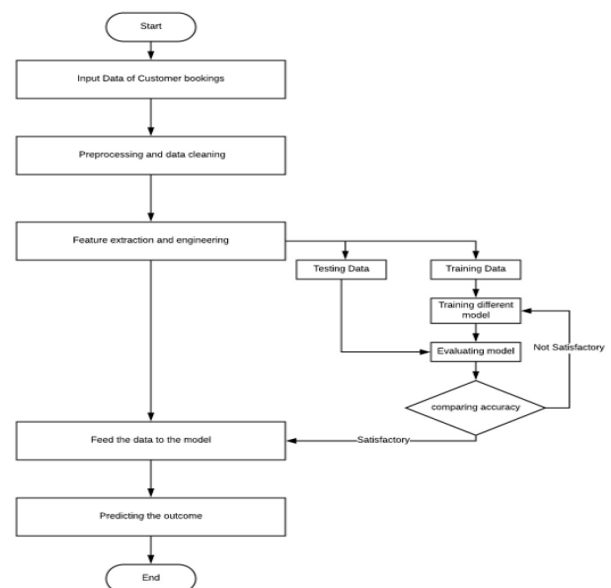 Start
Input Data of Customer bookings
Preprocessing and data cleaning
Feature extraction and engineering
Testing Data
Training Data
Training different
model
Evaluating model
Not Satisfactory
comparing accuracy
Satisfactory
Feed the data to the model
Predicting the outcome
End